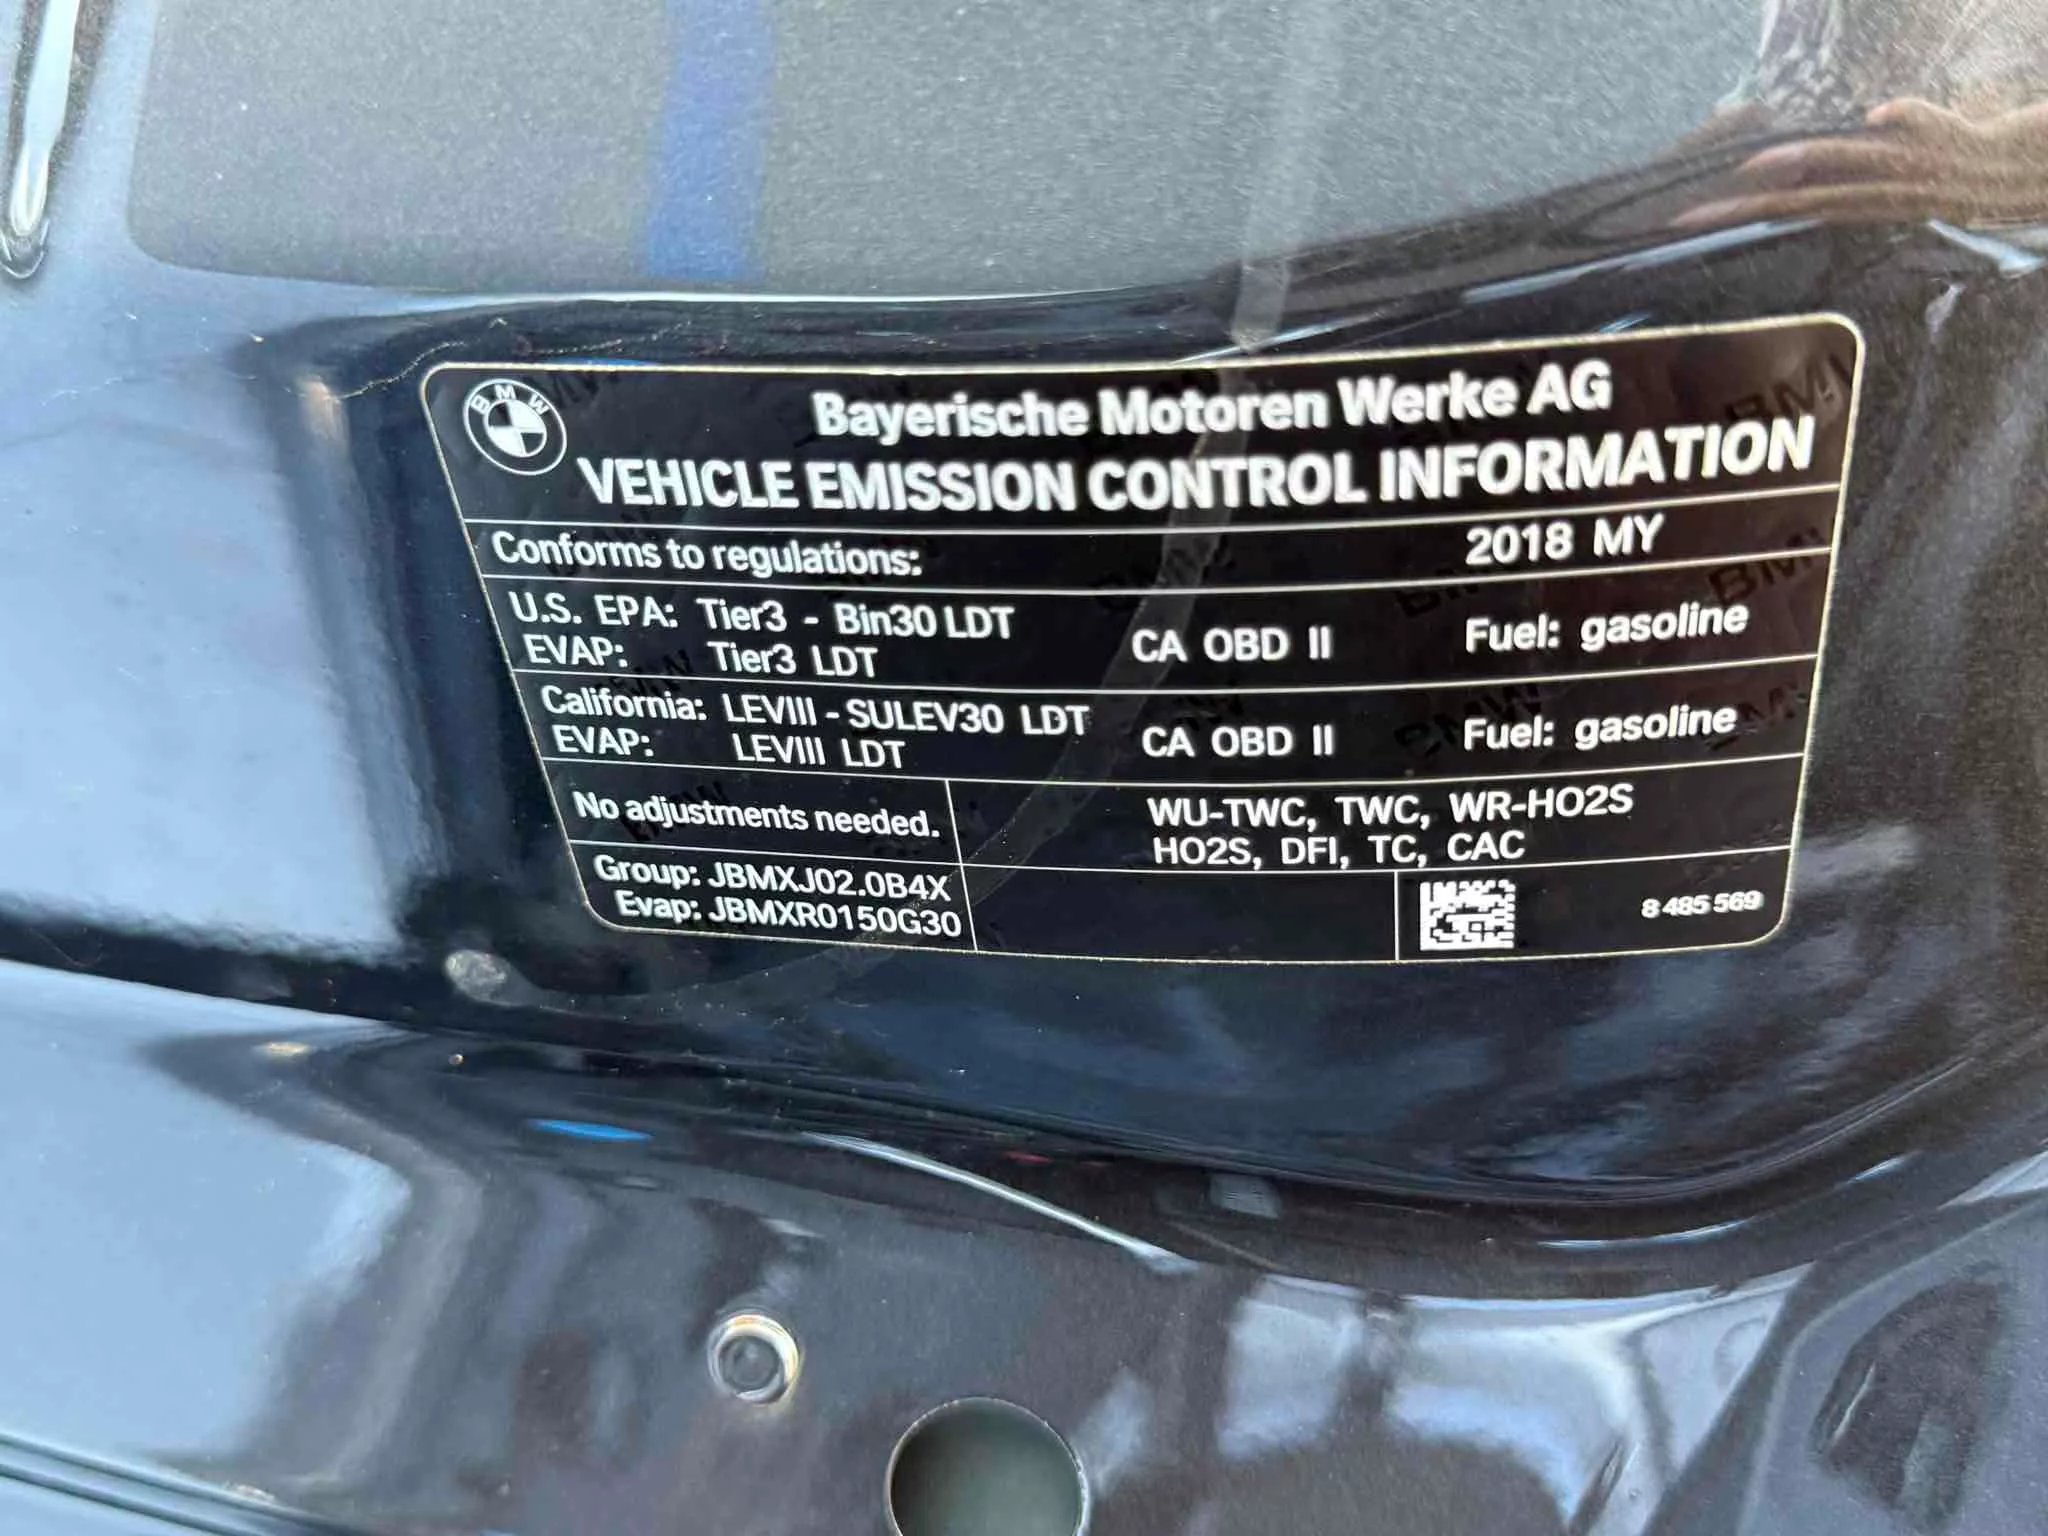 BMW
Bayerische Motoren Werke AG
VEHICLE EMISSION CONTROL INFORMATION
Conforms to regulations: 2018 MY
U.S. EPA: Tier3 - Bin30 LDT
EVAP: Tier3 LDT
CA OBD II
Fuel: gasoline
California: LEVIII - SULEV30 LDT
EVAP: LEVIII LDT
CA OBD II
Fuel: gasoline
No adjustments needed.
WU-TWC, TWC, WR-HO2S
HO2S, DFI, TC, CAC
Group: JBMXJ02.0B4X
Evap: JBMXR0150G30
8 485 569